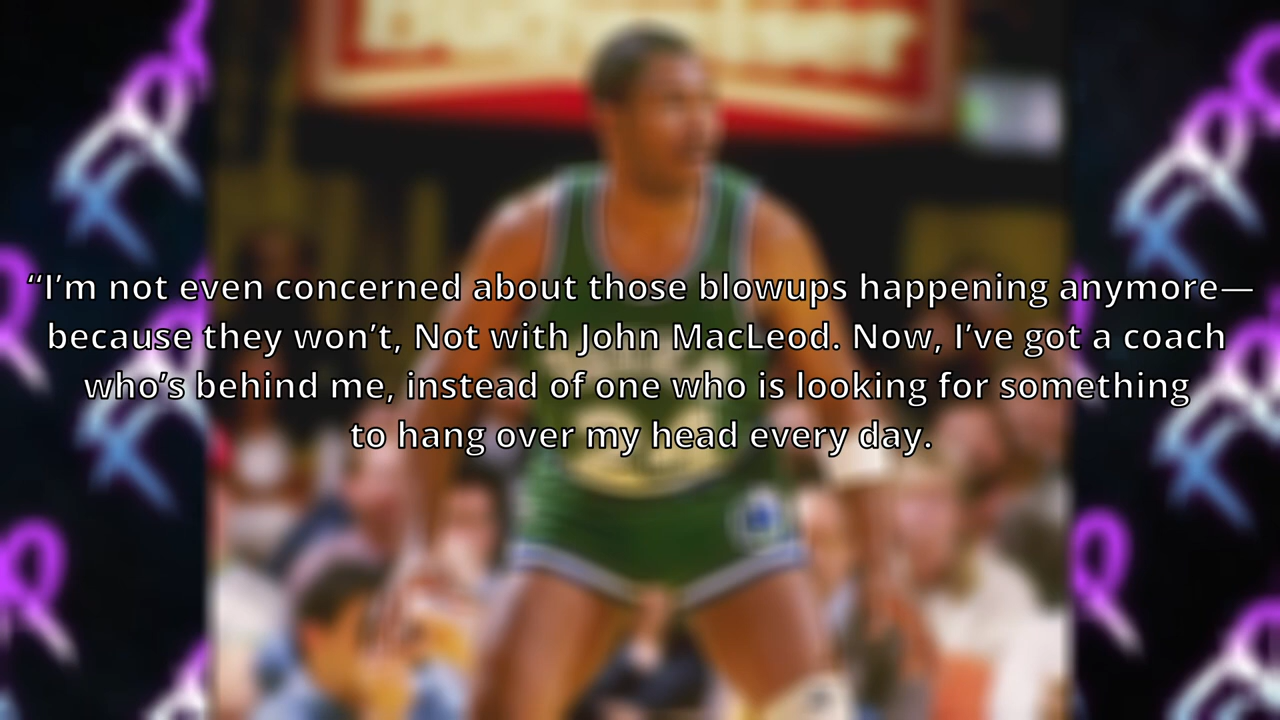 “I’m not even concerned about those blowups happening anymore—
because they won’t, Not with John MacLeod. Now, I’ve got a coach
who’s behind me, instead of one who is looking for something
to hang over my head every day.